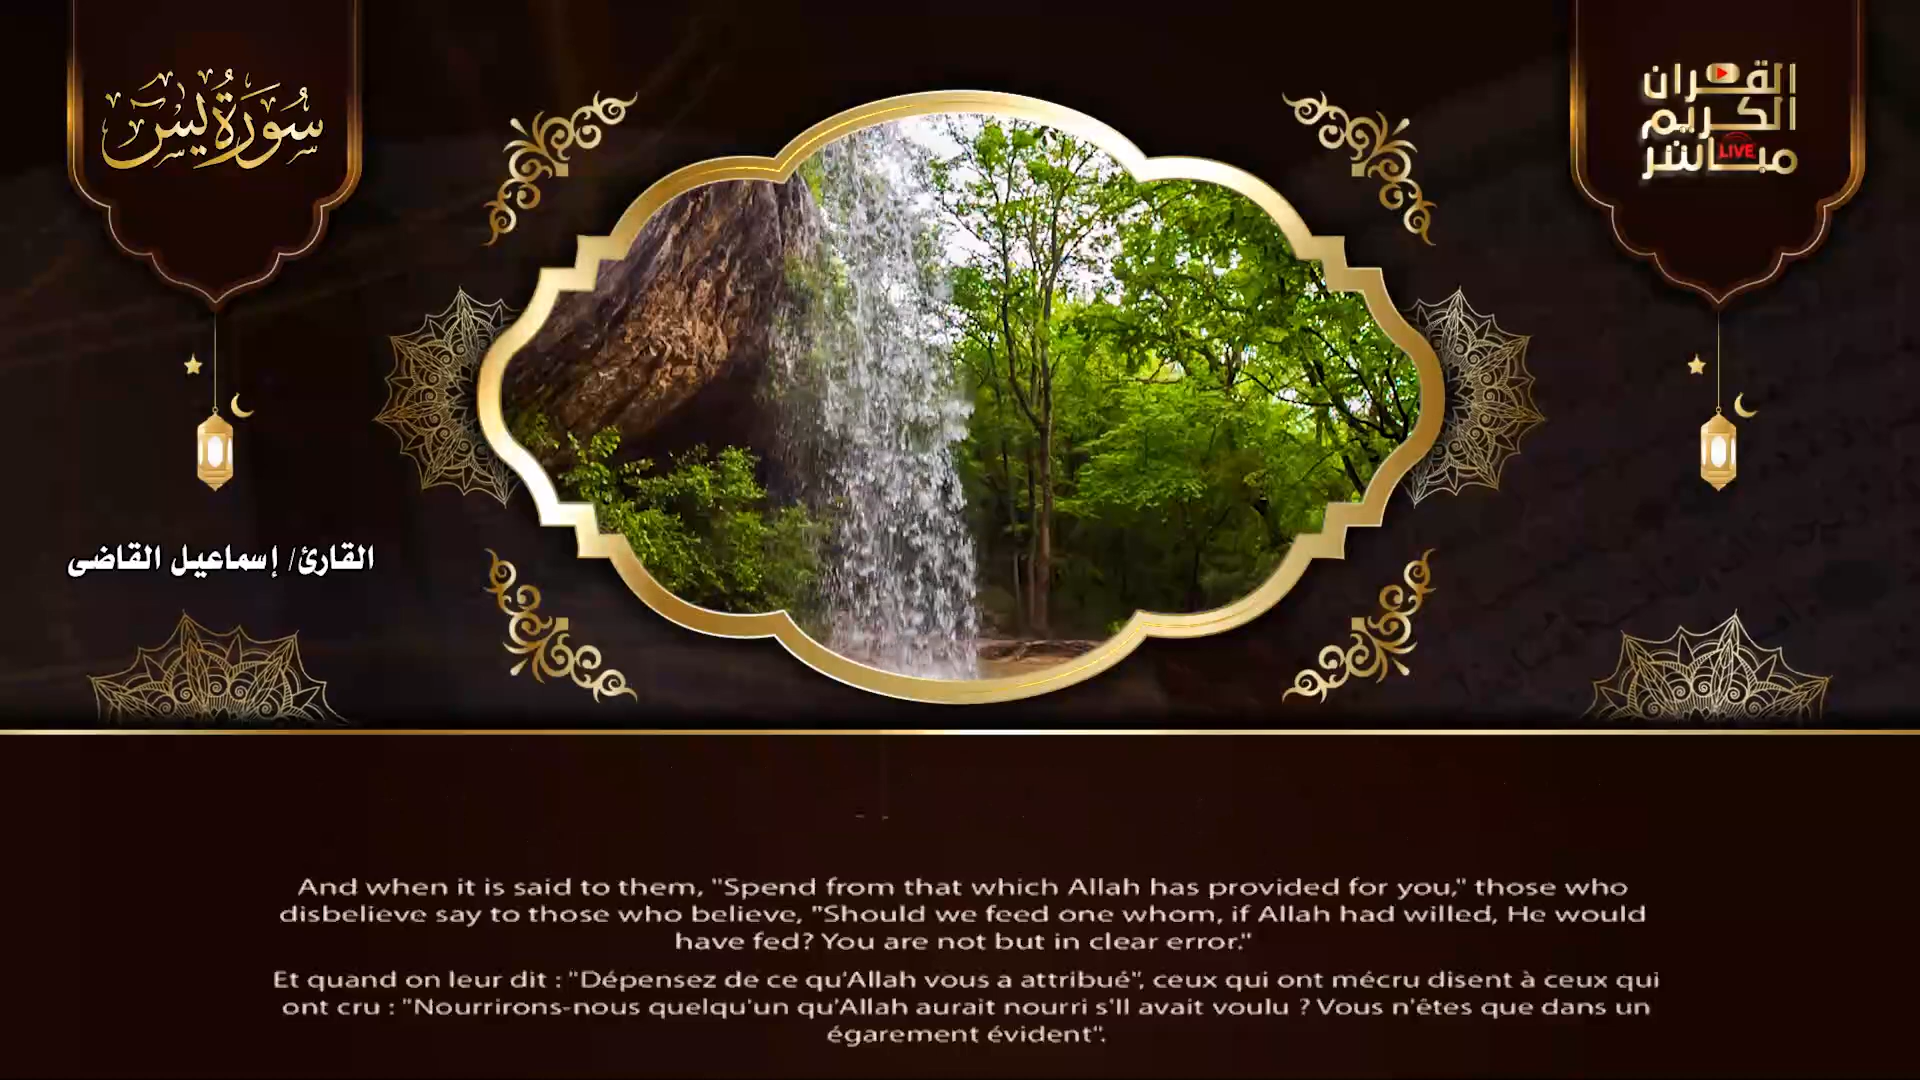 سُورَةُ يس
القرآن
الكريم
مباشر
LIVE
القارئ/ إسماعيل القاضى
And when it is said to them, "Spend from that which Allah has provided for you," those who
disbelieve say to those who believe, "Should we feed one whom, if Allah had willed, He would
have fed? You are not but in clear error."
Et quand on leur dit : "Dépensez de ce qu'Allah vous a attribué", ceux qui ont mécru disent à ceux qui
ont cru : "Nourrirons-nous quelqu'un qu'Allah aurait nourri s'Il avait voulu ? Vous n'êtes que dans un
égarement évident".